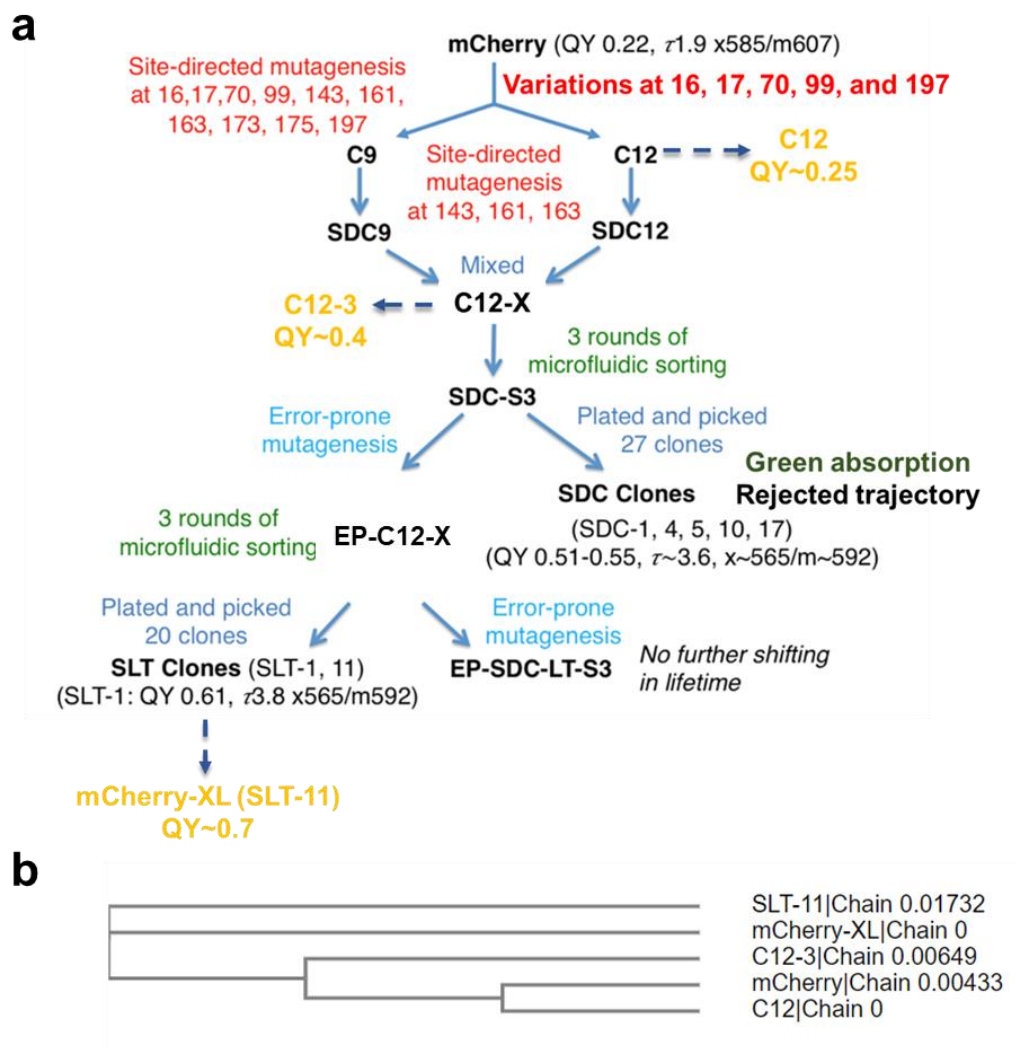 a
mCherry (QY 0.22, τ1.9 x585/m607)
Site-directed mutagenesis
at 16,17,70, 99, 143, 161,
163, 173, 175, 197
Variations at 16, 17, 70, 99, and 197
C9
Site-directed
mutagenesis
at 143, 161, 163
C12
C12
QY~0.25
SDC9
SDC12
Mixed
C12-3
QY~0.4
C12-X
3 rounds of
microfluidic sorting
SDC-S3
Error-prone
mutagenesis
Plated and picked
27 clones
Green absorption
Rejected trajectory
SDC Clones
(SDC-1, 4, 5, 10, 17)
(QY 0.51-0.55, τ~3.6, x~565/m~592)
3 rounds of
microfluidic sorting
EP-C12-X
Plated and picked
20 clones
Error-prone
mutagenesis
SLT Clones (SLT-1, 11)
(SLT-1: QY 0.61, τ3.8 x565/m592)
EP-SDC-LT-S3
No further shifting
in lifetime
mCherry-XL (SLT-11)
QY~0.7
b
SLT-11|Chain 0.01732
mCherry-XL|Chain 0
C12-3|Chain 0.00649
mCherry|Chain 0.00433
C12|Chain 0